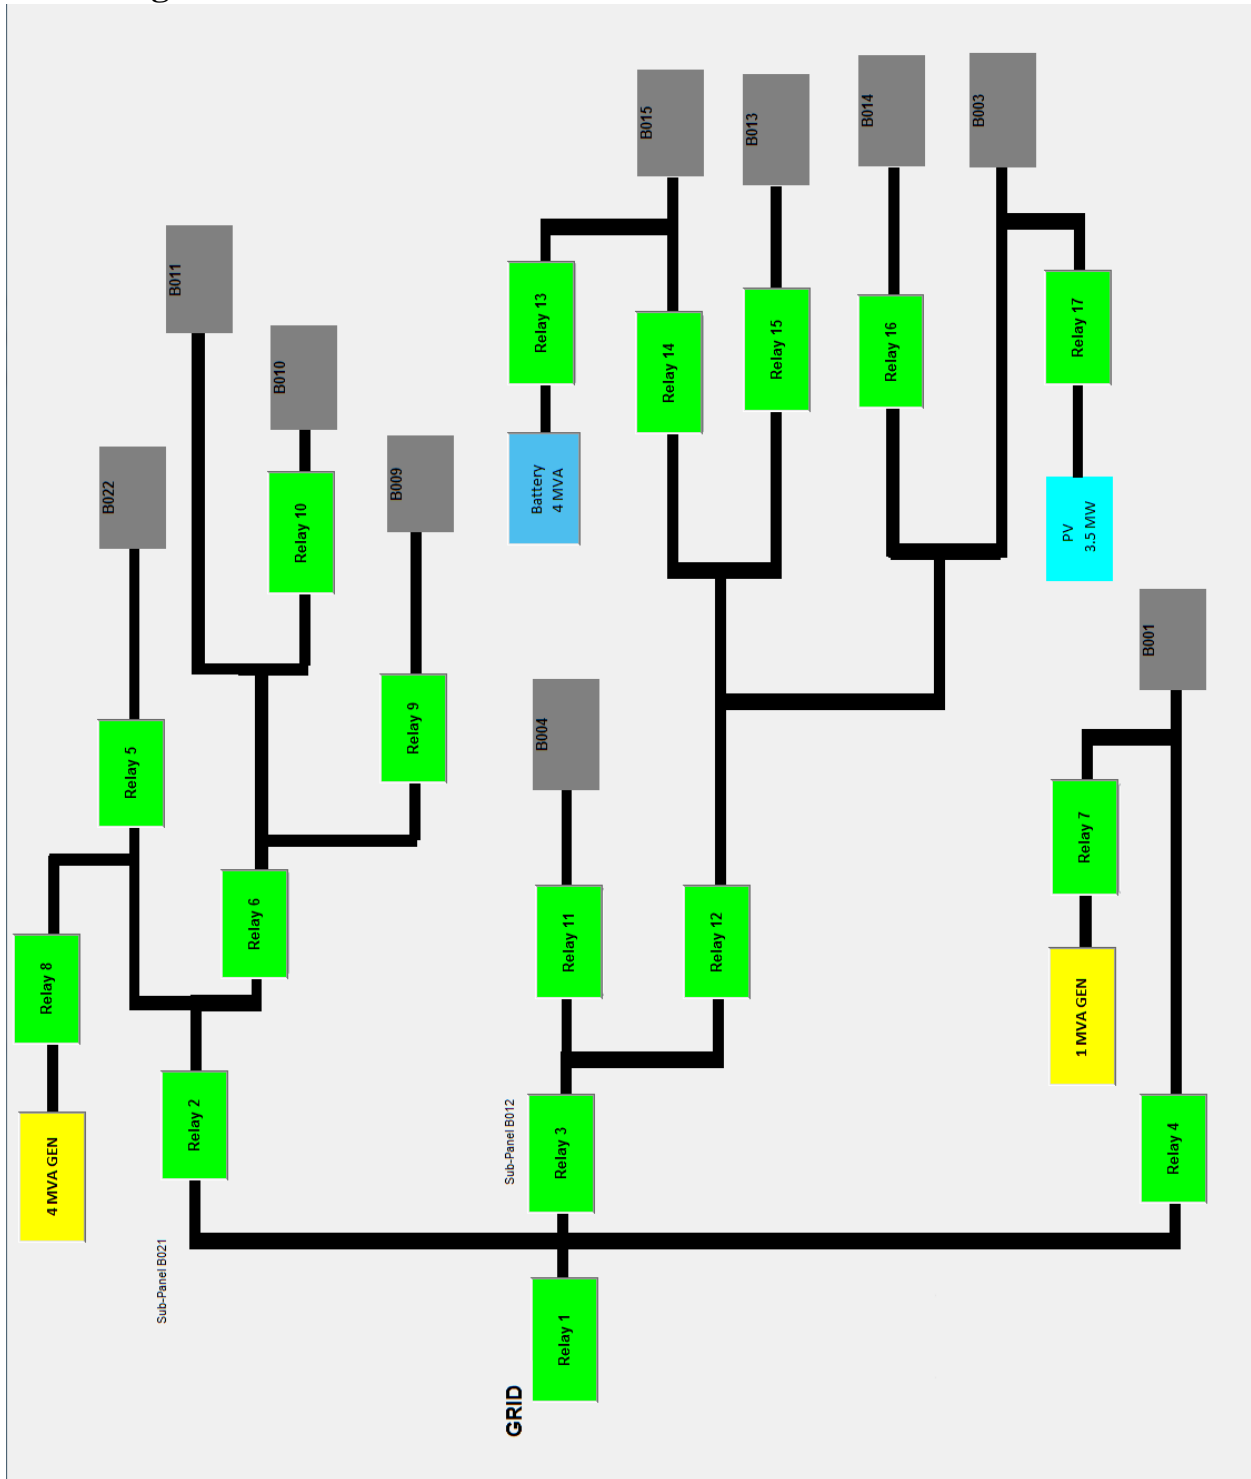 B015
B013
B014
B003
B011
B010
B022
B009
Relay 13
Relay 14
Relay 15
Relay 16
Relay 17
Battery
4 MVA
PV
3.5 MW
Relay 10
B004
B001
Relay 5
Relay 9
Relay 6
Relay 7
Relay 8
Relay 11
Relay 12
1 MVA GEN
4 MVA GEN
Relay 2
Sub-Panel B012
Relay 3
Relay 4
Sub-Panel B021
Relay 1
GRID